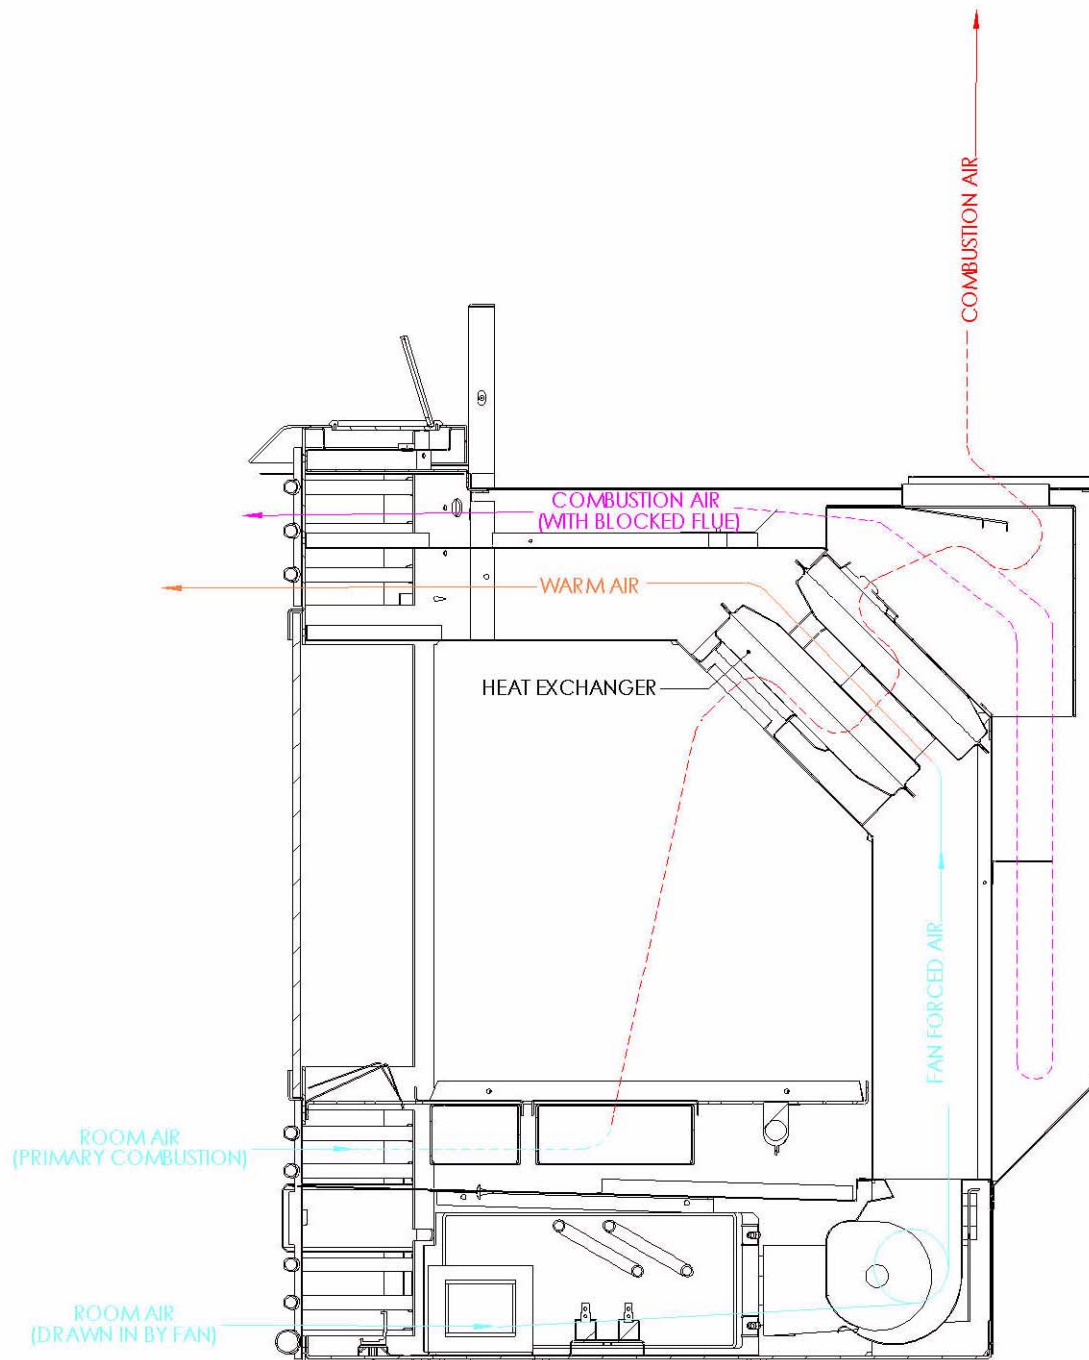 COMBUSTION AIR
COMBUSTION AIR
(WITH BLOCKED FLUE)
WARM AIR
HEAT EXCHANGER
FAN FORCED AIR
ROOM AIR
(PRIMARY COMBUSTION)
ROOM AIR
(DRAWN IN BY FAN)